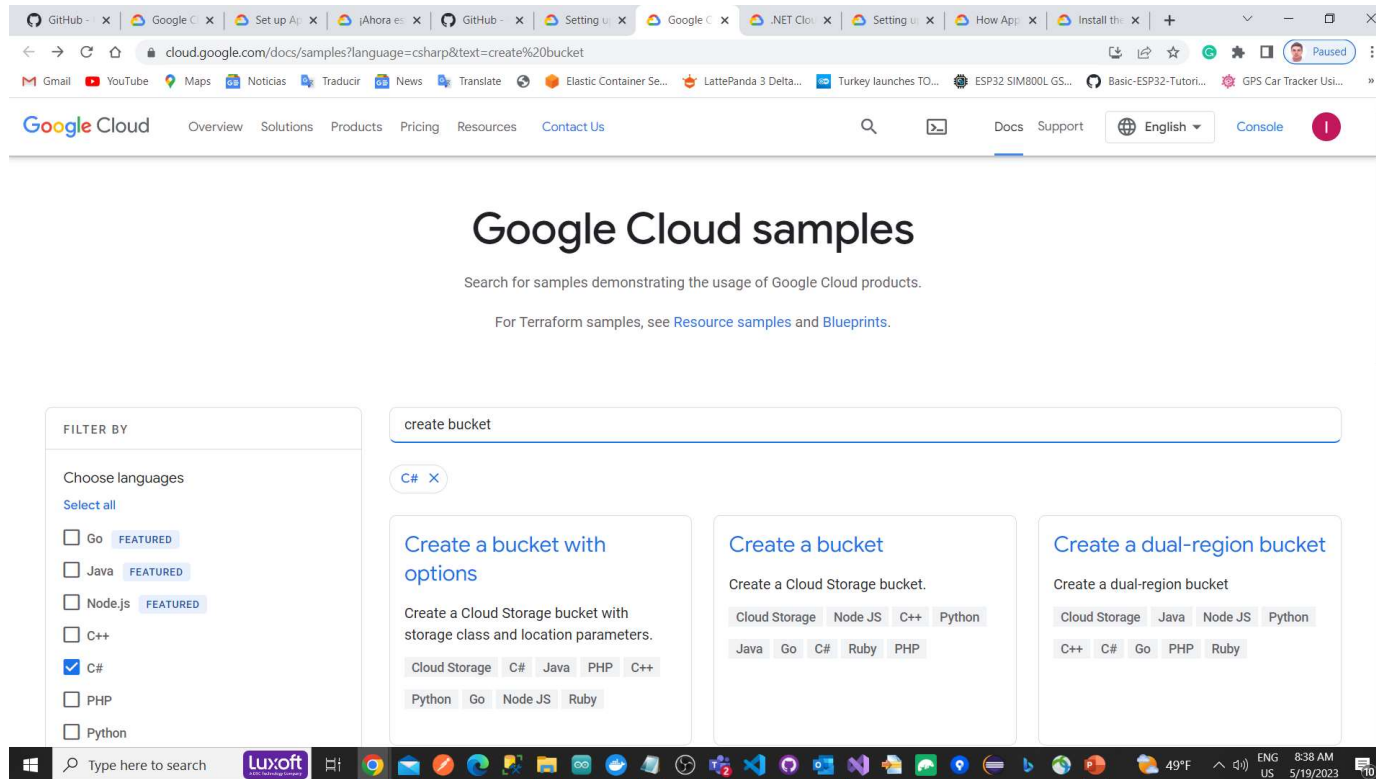 GitHub -
Google Cl
Set up Ap
¡Ahora es
GitHub -
Setting u
Google C
.NET Clou
Setting u
How App
Install the
cloud.google.com/docs/samples?language=csharp&text=create%20bucket
Paused
Gmail
YouTube
Maps
Noticias
Traducir
News
Translate
Elastic Container Se...
LattePanda 3 Delta...
Turkey launches TO...
ESP32 SIM800L GS...
Basic-ESP32-Tutori...
GPS Car Tracker Usi...
»
Google Cloud
Overview
Solutions
Products
Pricing
Resources
Contact Us
Docs
Support
English
Console
I
Google Cloud samples
Search for samples demonstrating the usage of Google Cloud products.
For Terraform samples, see Resource samples and Blueprints.
FILTER BY
Choose languages
Select all
Go FEATURED
Java FEATURED
Node.js FEATURED
C++
C#
PHP
Python
create bucket
C#
Create a bucket with
options
Create a Cloud Storage bucket with
storage class and location parameters.
Cloud Storage C# Java PHP C++
Python Go Node JS Ruby
Create a bucket
Create a Cloud Storage bucket.
Cloud Storage Node JS C++ Python
Java Go C# Ruby PHP
Create a dual-region bucket
Create a dual-region bucket
Cloud Storage Java Node JS Python
C++ C# Go PHP Ruby
Type here to search
Luxoft
49°F
ENG
US
8:38 AM
5/19/2023
10